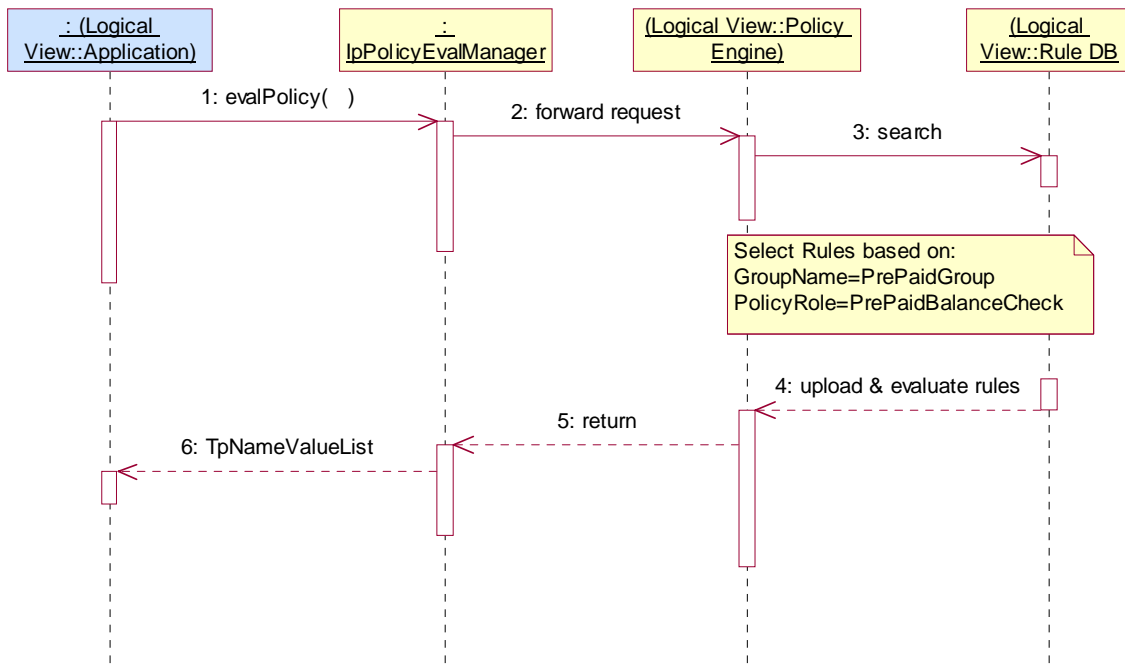 : (Logical
View::Application)
:
IpPolicyEvalManager
(Logical View::Policy
Engine)
(Logical
View::Rule DB
1: evalPolicy( )
2: forward request
3: search
Select Rules based on:
GroupName=PrePaidGroup
PolicyRole=PrePaidBalanceCheck
4: upload & evaluate rules
5: return
6: TpNameValueList